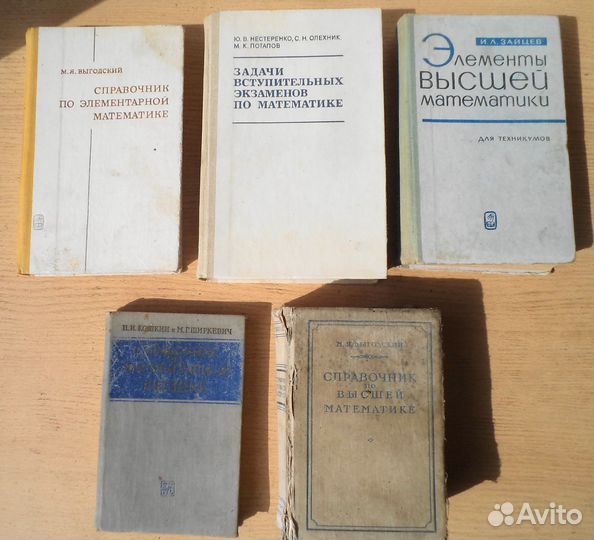 М.Я. ВЫГОДСКИЙ
СПРАВОЧНИК
ПО ЭЛЕМЕНТАРНОЙ
МАТЕМАТИКЕ
Ю. В. НЕСТЕРЕНКО, С. Н. ОЛЕХНИК
М. К. ПОТАПОВ
ЗАДАЧИ
ВСТУПИТЕЛЬНЫХ
ЭКЗАМЕНОВ
ПО МАТЕМАТИКЕ
И. Л. ЗАЙЦЕВ
Элементы
ВЫСШЕЙ
математики
ДЛЯ ТЕХНИКУМОВ
Н.И. КОШКИН и М.Г. ШИРКЕВИЧ
М. Я. ВЫГОДСКИЙ
СПРАВОЧНИК
ПО
ВЫСШЕЙ
МАТЕМАТИКЕ
Avito